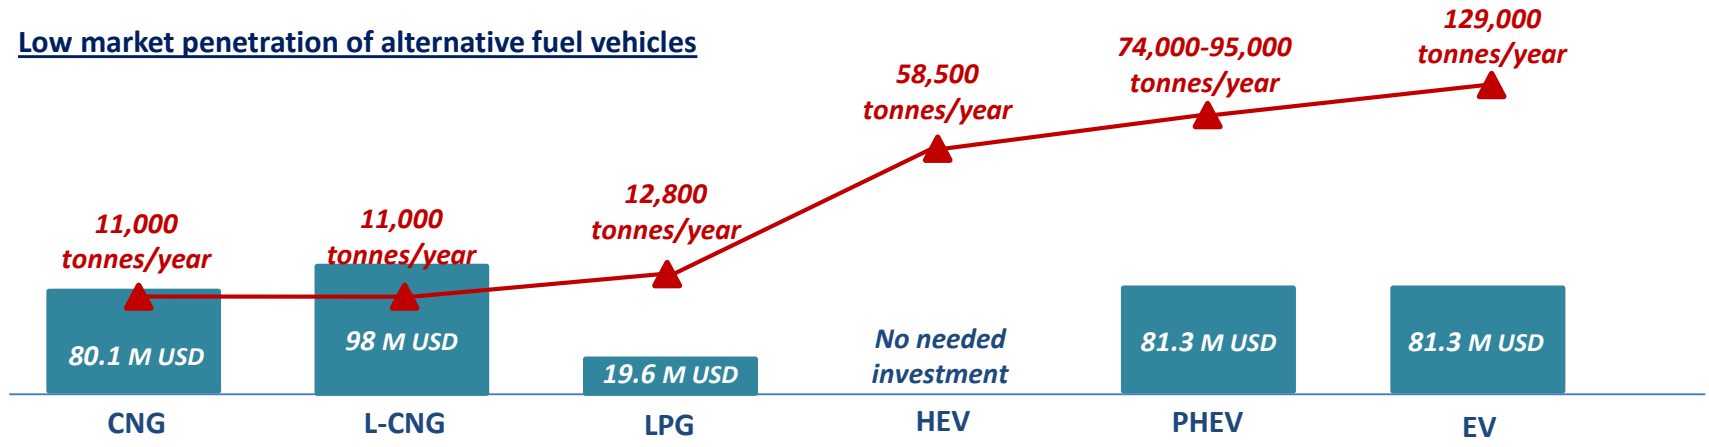 Low market penetration of alternative fuel vehicles
11,000
tonnes/year
11,000
tonnes/year
12,800
tonnes/year
58,500
tonnes/year
74,000-95,000
tonnes/year
129,000
tonnes/year
80.1 M USD
98 M USD
19.6 M USD
No needed
investment
81.3 M USD
81.3 M USD
CNG
L-CNG
LPG
HEV
PHEV
EV